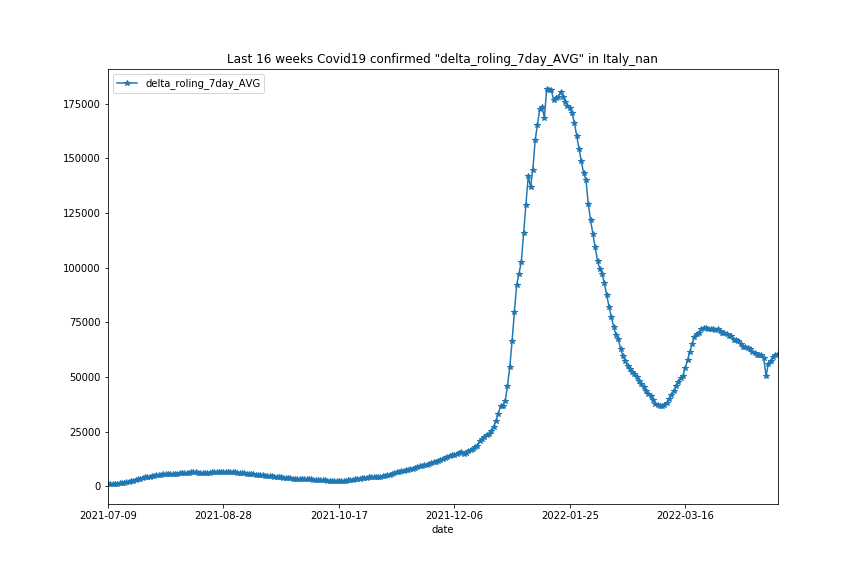 Last 16 weeks Covid19 confirmed "delta_roling_7day_AVG" in Italy_nan
delta_roling_7day_AVG
175000
150000
125000
100000
75000
50000
25000
0
2021-07-09 2021-08-28 2021-10-17 2021-12-06 2022-01-25 2022-03-16
date